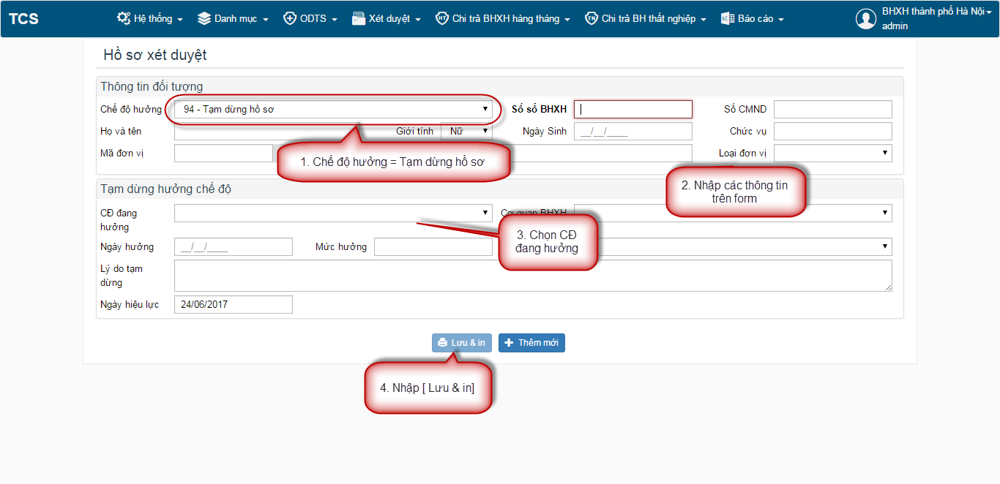 TCS Hệ thống Danh mục ODTS Xét duyệt Chi trả BHXH hàng tháng Chi trả BH thất nghiệp Báo cáo BHXH thành phố Hà Nội
admin
Hồ sơ xét duyệt
Thông tin đối tượng
Chế độ hưởng 94 - Tạm dừng hồ sơ Số sổ BHXH Số CMND
Họ và tên Giới tính Nữ Ngày Sinh __/__/____ Chức vụ
Mã đơn vị Loại đơn vị
1. Chế độ hưởng = Tạm dừng hồ sơ
2. Nhập các thông tin
trên form
Tạm dừng hưởng chế độ
CĐ đang
hưởng
Cơ quan BHXH
3. Chọn CĐ
đang hưởng
Ngày hưởng __/__/____ Mức hưởng
Lý do tạm
dừng
Ngày hiệu lực 24/06/2017
Lưu & in Thêm mới
4. Nhập [ Lưu & in]